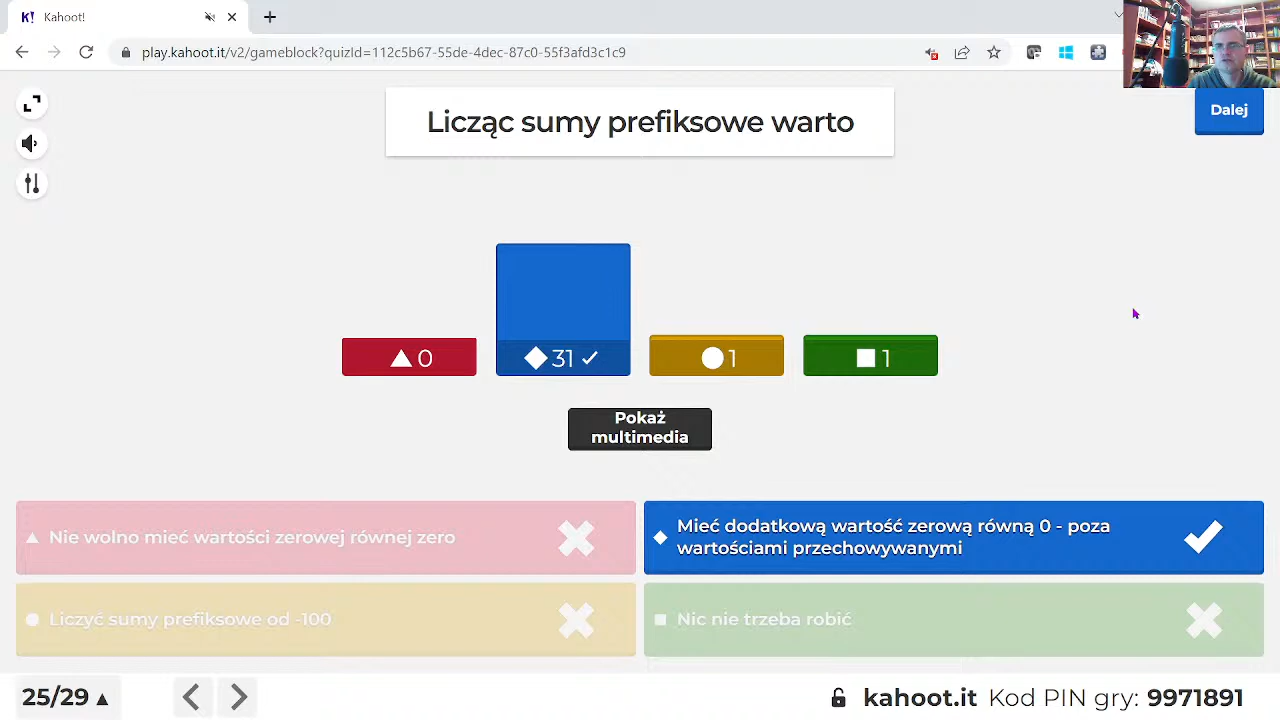 Kahoot!
play.kahoot.it/v2/gameblock?quizId=112c5b67-55de-4dec-87c0-55f3afd3c1c9
Dalej
Licząc sumy prefiksowe warto
0
31
1
1
Pokaż
multimedia
Nie wolno mieć wartości zerowej równej zero
Mieć dodatkową wartość zerową równą 0 - poza
wartościami przechowywanymi
Liczyć sumy prefiksowe od -100
Nic nie trzeba robić
25/29
kahoot.it Kod PIN gry: 9971891